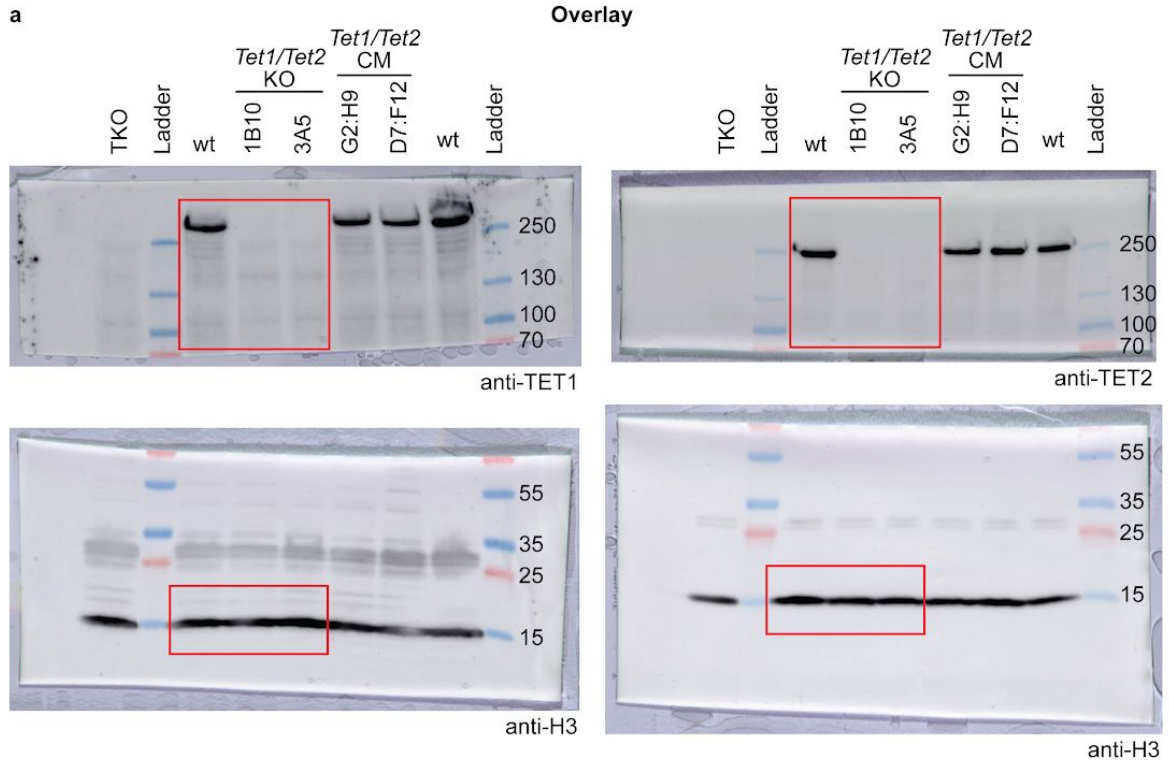 a
Overlay
Tet1/Tet2
KO
Tet1/Tet2
CM
TKO
Ladder
wt
1B10
3A5
G2:H9
D7:F12
wt
Ladder
250
130
100
70
anti-TET1
Tet1/Tet2
KO
Tet1/Tet2
CM
TKO
Ladder
wt
1B10
3A5
G2:H9
D7:F12
wt
Ladder
250
130
100
70
anti-TET2
55
35
25
15
anti-H3
55
35
25
15
anti-H3